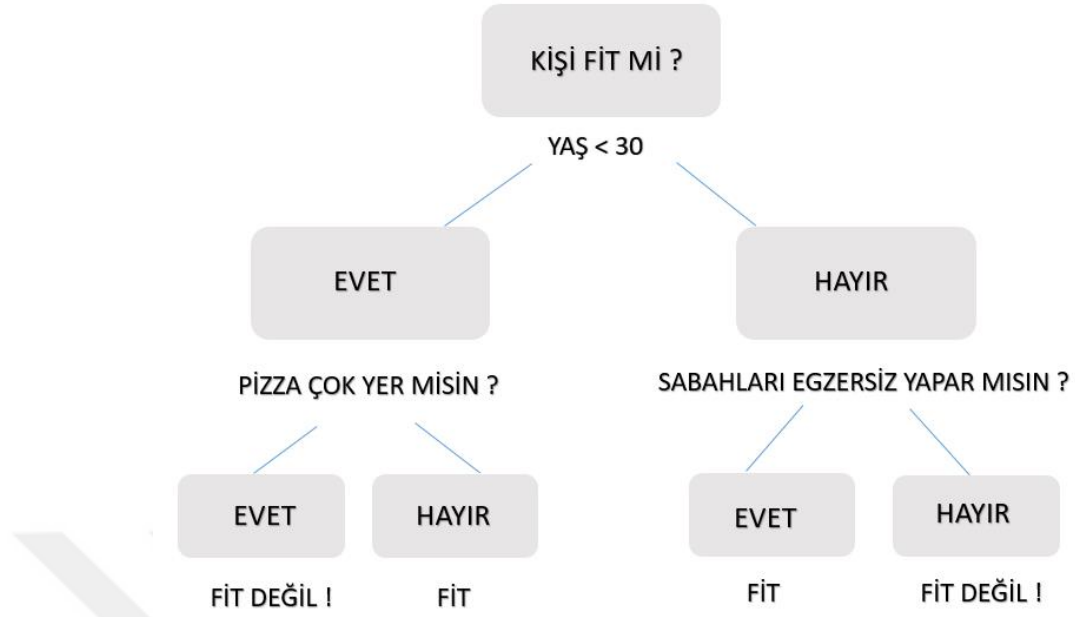 KİŞİ FİT Mİ ?
YAŞ < 30
EVET
HAYIR
PİZZA ÇOK YER MİSİN ?
SABAHLARI EGZERSİZ YAPAR MISIN ?
EVET
HAYIR
EVET
HAYIR
FİT DEĞİL !
FİT
FİT
FİT DEĞİL !